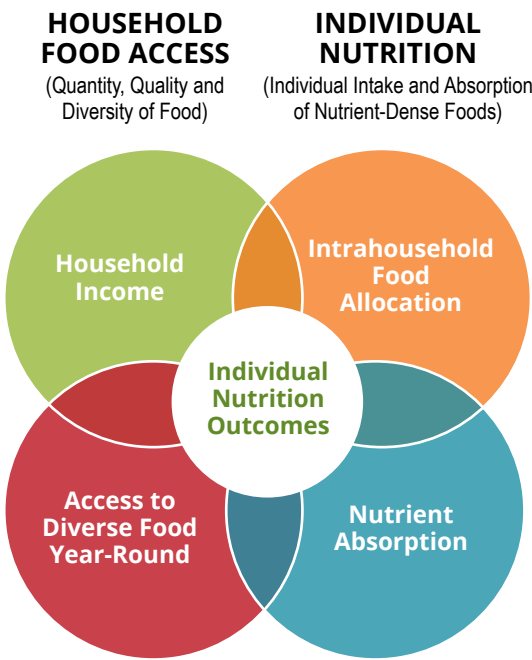 HOUSEHOLD
FOOD ACCESS
(Quantity, Quality and
Diversity of Food)
INDIVIDUAL
NUTRITION
(Individual Intake and Absorption
of Nutrient-Dense Foods)
Household
Income
Intrahousehold
Food
Allocation
Individual
Nutrition
Outcomes
Access to
Diverse Food
Year-Round
Nutrient
Absorption